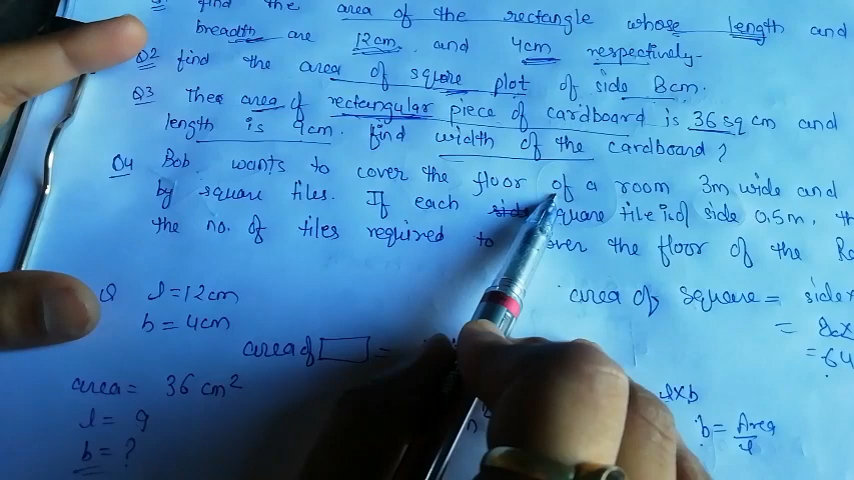 find the area of the rectangle whose length and
breadth are 12cm and 4cm respectively-
Q2 find the area of square plot of side 8cm.
Q3 The area of rectangular piece of cardboard is 36 sq cm and
length is 9cm. find width of the cardboard ?
Q4 Bob wants to cover the floor of a room 3m wide and
by square tiles. If each square tile is of side 0.5m,
the no. of tiles required to cover the floor of the
Q l=12cm
b = 4cm
area of square = side
= 8
= 64
area of =
area = 36 cm²
l = 9
b = ?
l×b
b = Area
l